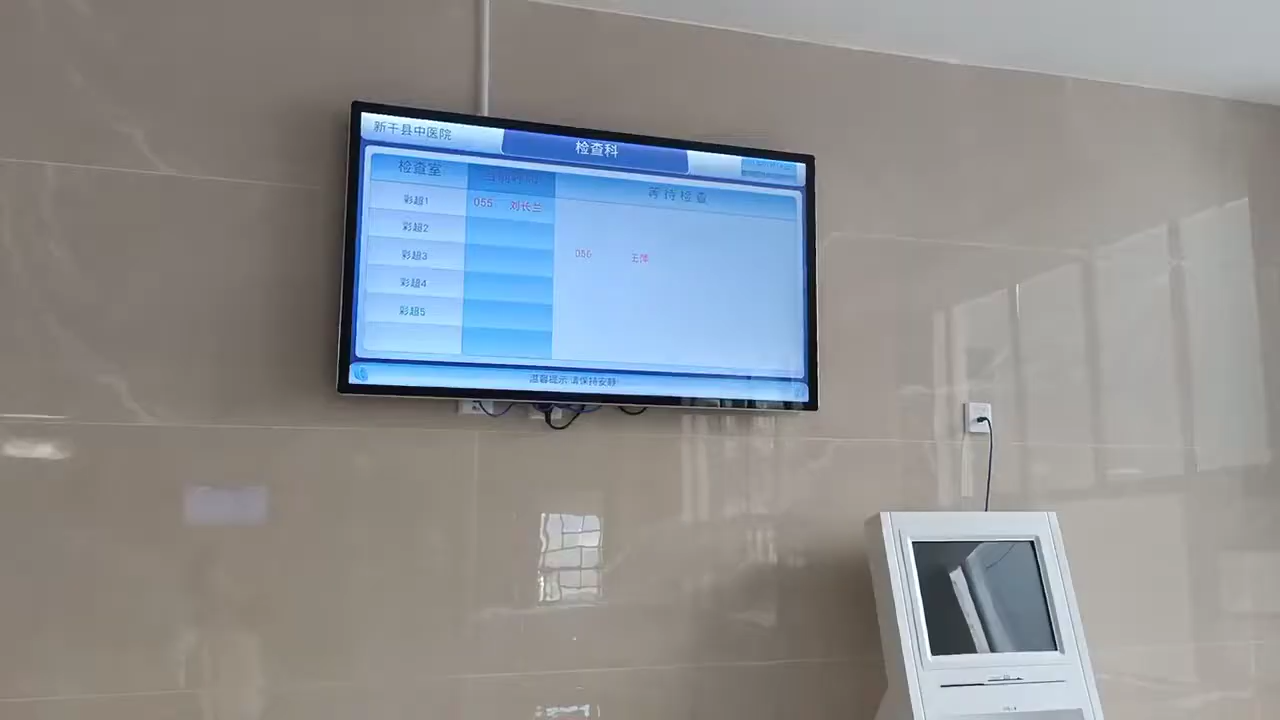 新干县中医院
检查科
检查室
等待检查
彩超1 055 刘长兰
彩超2
彩超3
056 王萍
彩超4
彩超5
温馨提示:请保持安静!